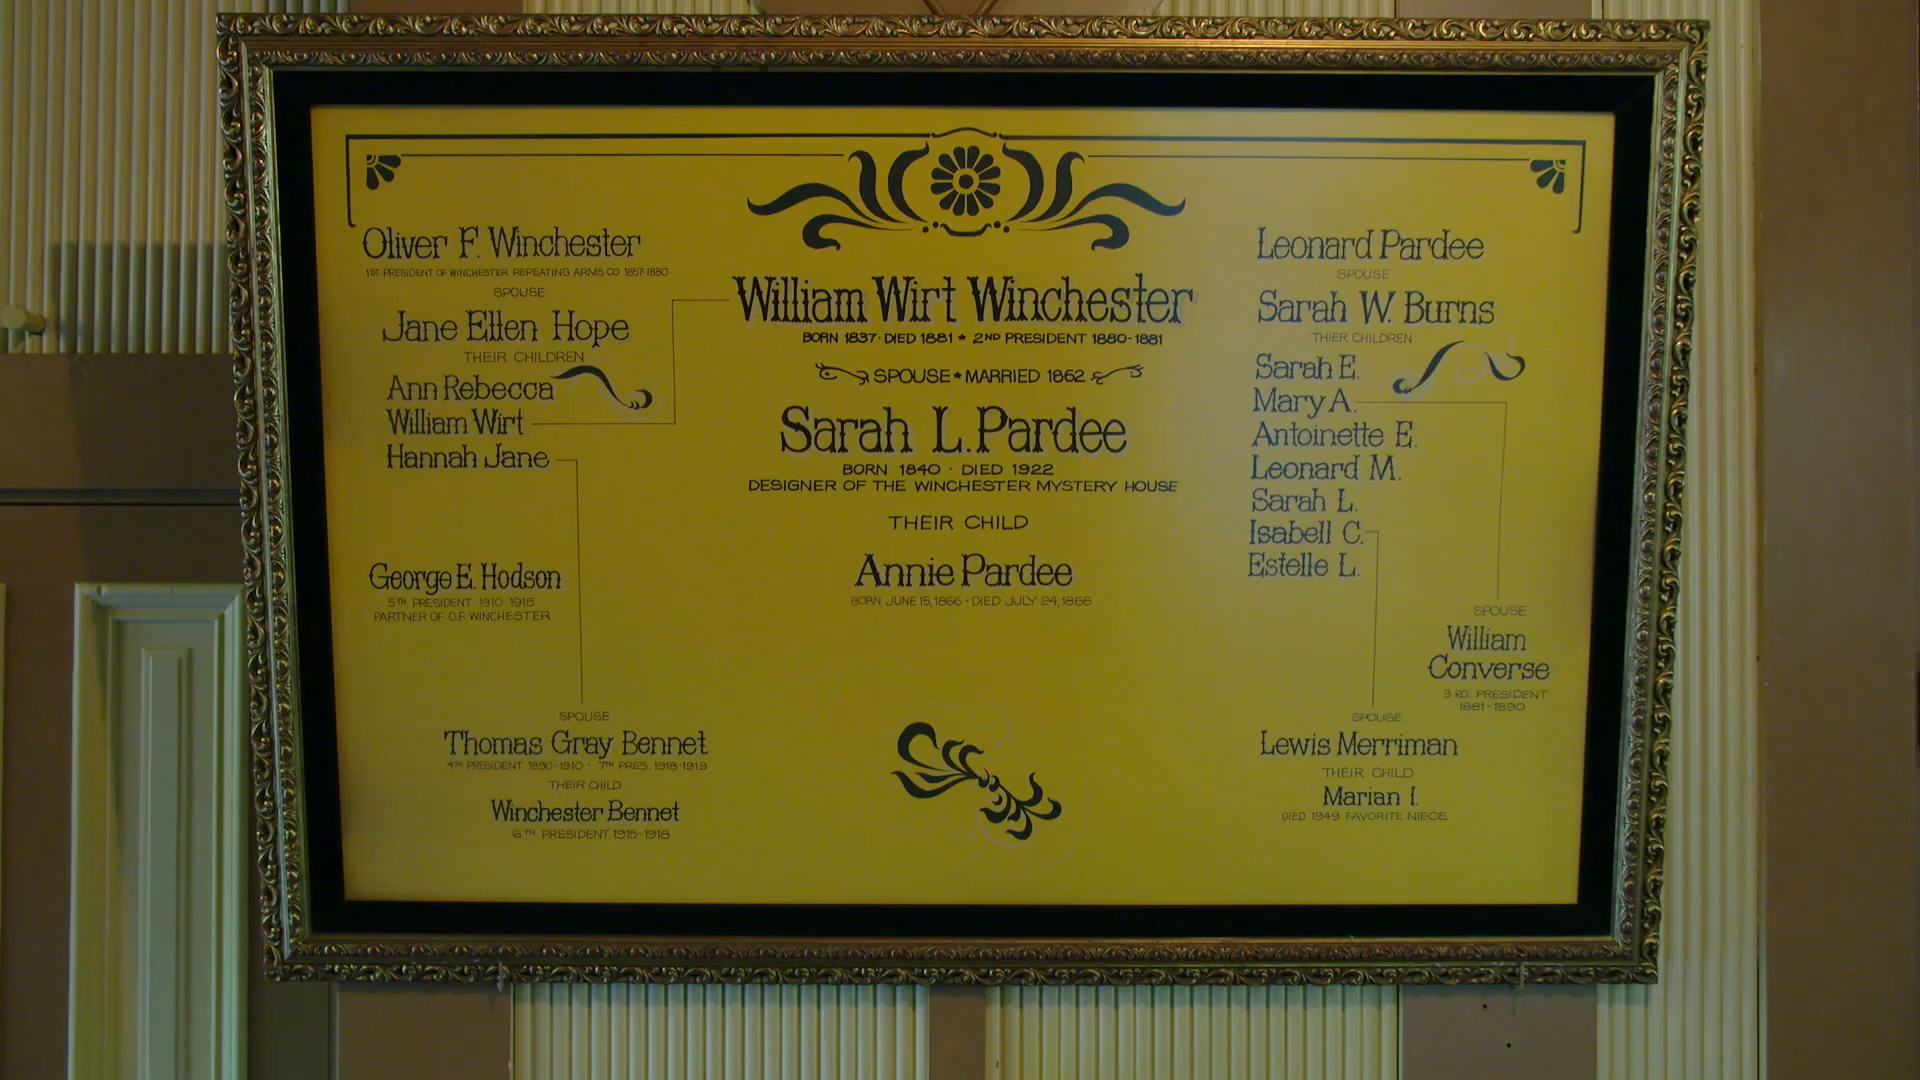 Oliver F. Winchester
1ST. PRESIDENT OF WINCHESTER REPEATING ARMS CO 1857-1880
SPOUSE
Jane Ellen Hope
THEIR CHILDREN
Ann Rebecca
William Wirt
Hannah Jane
George E. Hodson
5TH PRESIDENT 1910 1915
PARTNER OF O.F. WINCHESTER
SPOUSE
Thomas Gray Bennet
4TH PRESIDENT 1890-1910 · 7TH PRES. 1918-1919
THEIR CHILD
Winchester Bennet
6TH PRESIDENT 1915-1918
William Wirt Winchester
BORN 1837 · DIED 1881 * 2ND PRESIDENT 1880-1881
SPOUSE * MARRIED 1862
Sarah L. Pardee
BORN 1840 · DIED 1922
DESIGNER OF THE WINCHESTER MYSTERY HOUSE
THEIR CHILD
Annie Pardee
BORN JUNE 15, 1866 · DIED JULY 24, 1866
Leonard Pardee
SPOUSE
Sarah W. Burns
THIER CHILDREN
Sarah E.
Mary A.
Antoinette E.
Leonard M.
Sarah L.
Isabell C.
Estelle L.
SPOUSE
William
Converse
3 RD. PRESIDENT
1881-1890
SPOUSE
Lewis Merriman
THEIR CHILD
Marian I.
DIED 1949 FAVORITE NIECE